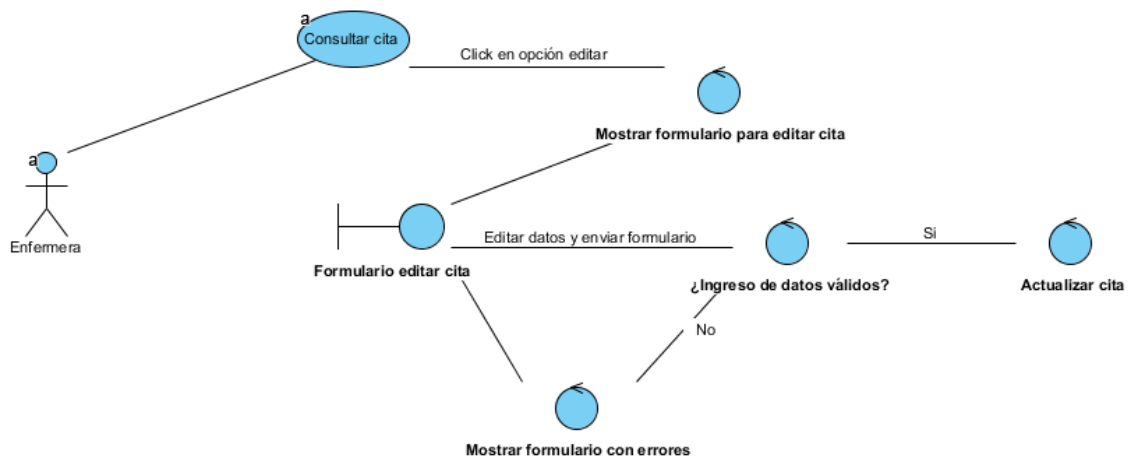 a
Consultar cita
Click en opción editar
Mostrar formulario para editar cita
a
Enfermera
Editar datos y enviar formulario
Si
Formulario editar cita
¿Ingreso de datos válidos?
Actualizar cita
No
Mostrar formulario con errores